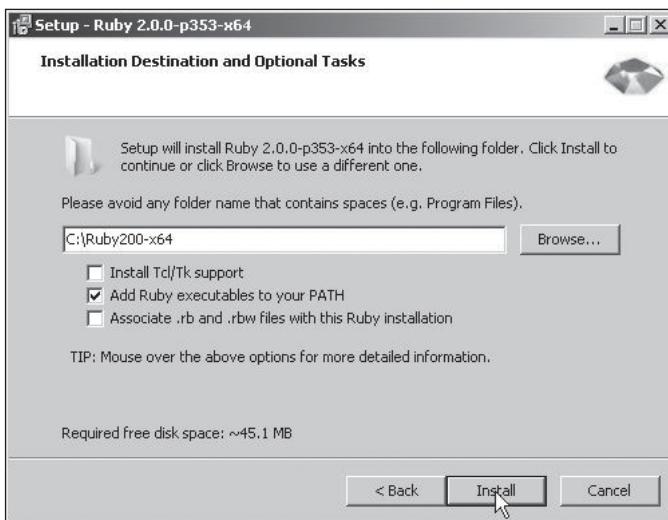 Setup - Ruby 2.0.0-p353-x64
Installation Destination and Optional Tasks
Setup will install Ruby 2.0.0-p353-x64 into the following folder. Click Install to
continue or click Browse to use a different one.
Please avoid any folder name that contains spaces (e.g. Program Files).
C:\Ruby200-x64
Browse...
Install Tcl/Tk support
Add Ruby executables to your PATH
Associate .rb and .rbw files with this Ruby installation
TIP: Mouse over the above options for more detailed information.
Required free disk space: ~45.1 MB
< Back
Install
Cancel